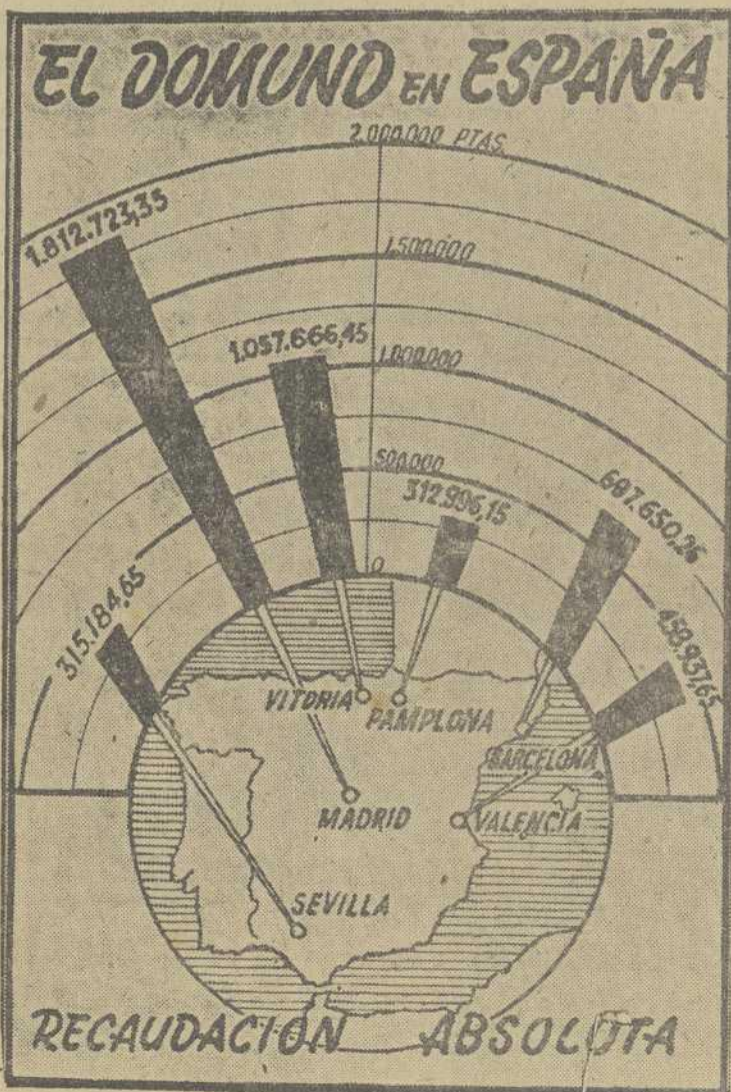 EL DOMUND EN ESPAÑA
2.000.000 PTAS.
1.812.723,35
1.500.000
1.057.666,45
1.000.000
500.000
312.996,15
687.650,26
0
315.184,65
458.937,65
VITORIA
PAMPLONA
BARCELONA
MADRID
VALENCIA
SEVILLA
RECAUDACION ABSOLUTA